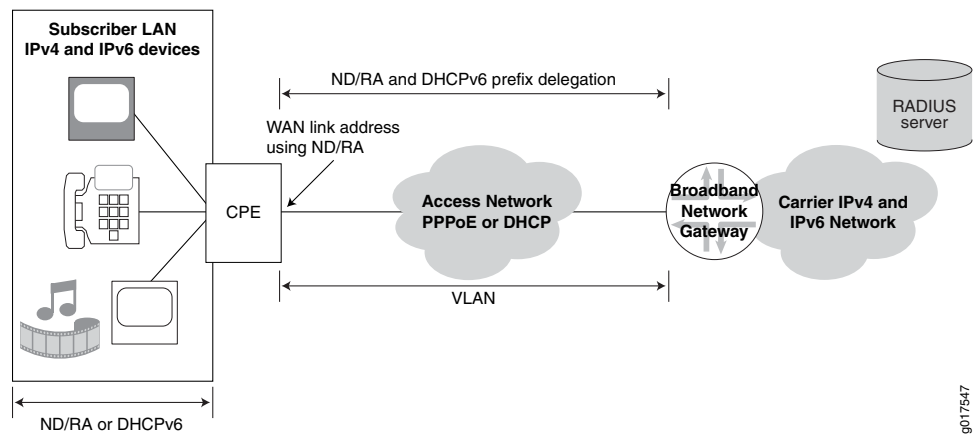 Subscriber LAN
IPv4 and IPv6 devices
ND/RA and DHCPv6 prefix delegation
RADIUS
server
WAN link address
using ND/RA
CPE
Access Network
PPPoE or DHCP
Broadband
Network
Gateway
Carrier IPv4 and
IPv6 Network
VLAN
ND/RA or DHCPv6
g017547